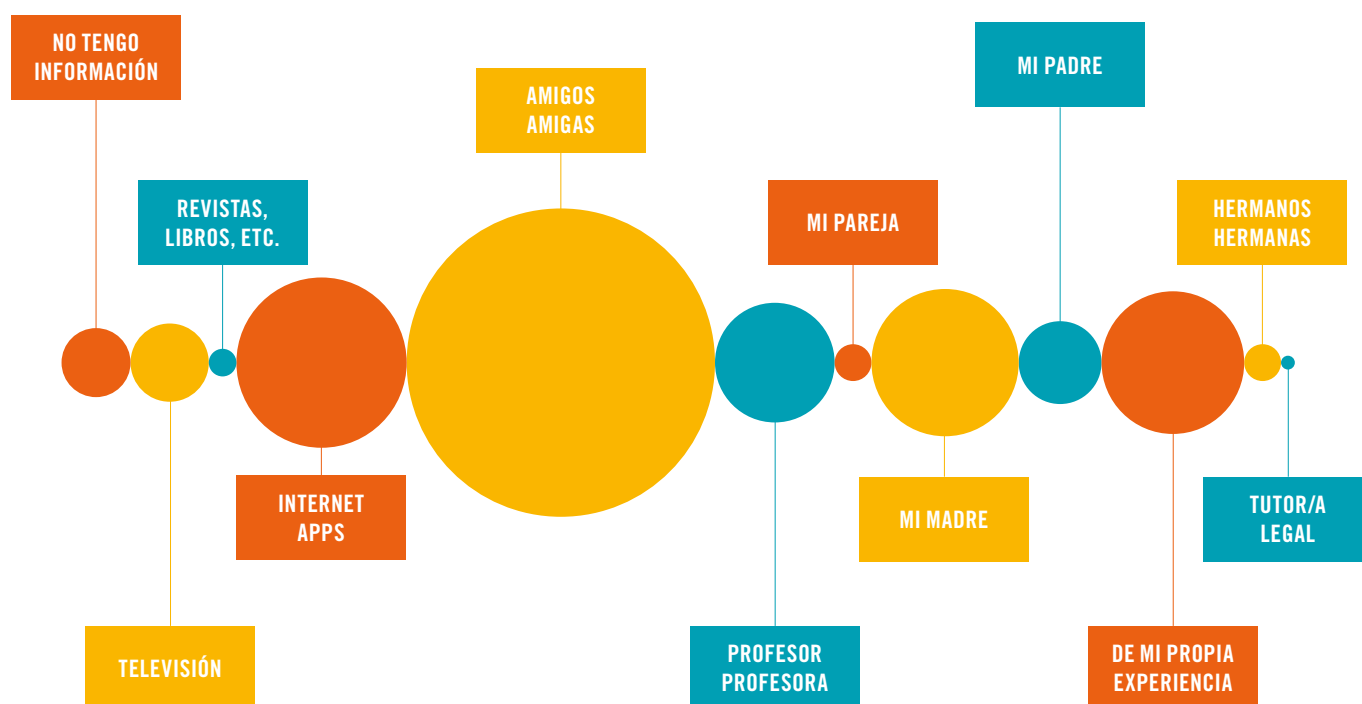 NO TENGO
INFORMACIÓN
AMIGOS
AMIGAS
MI PADRE
REVISTAS,
LIBROS, ETC.
MI PAREJA
HERMANOS
HERMANAS
INTERNET
APPS
MI MADRE
TUTOR/A
LEGAL
TELEVISIÓN
PROFESOR
PROFESORA
DE MI PROPIA
EXPERIENCIA